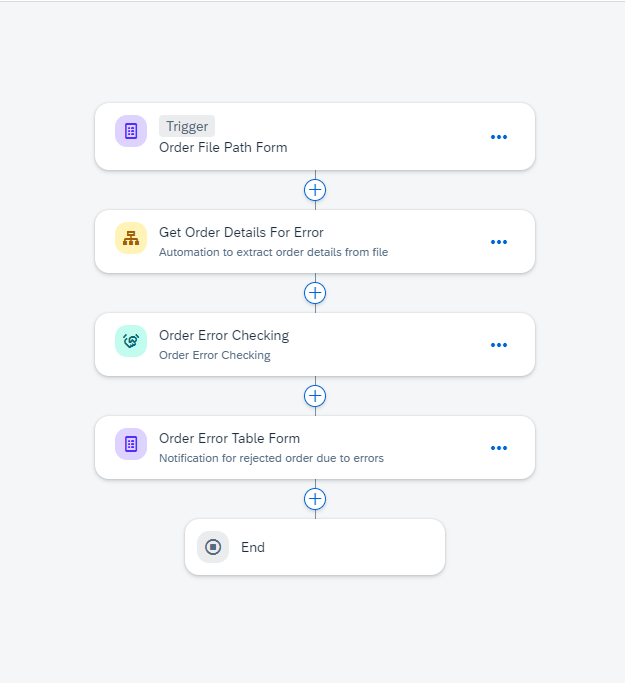 Trigger
Order File Path Form
Get Order Details For Error
Automation to extract order details from file
Order Error Checking
Order Error Checking
Order Error Table Form
Notification for rejected order due to errors
End